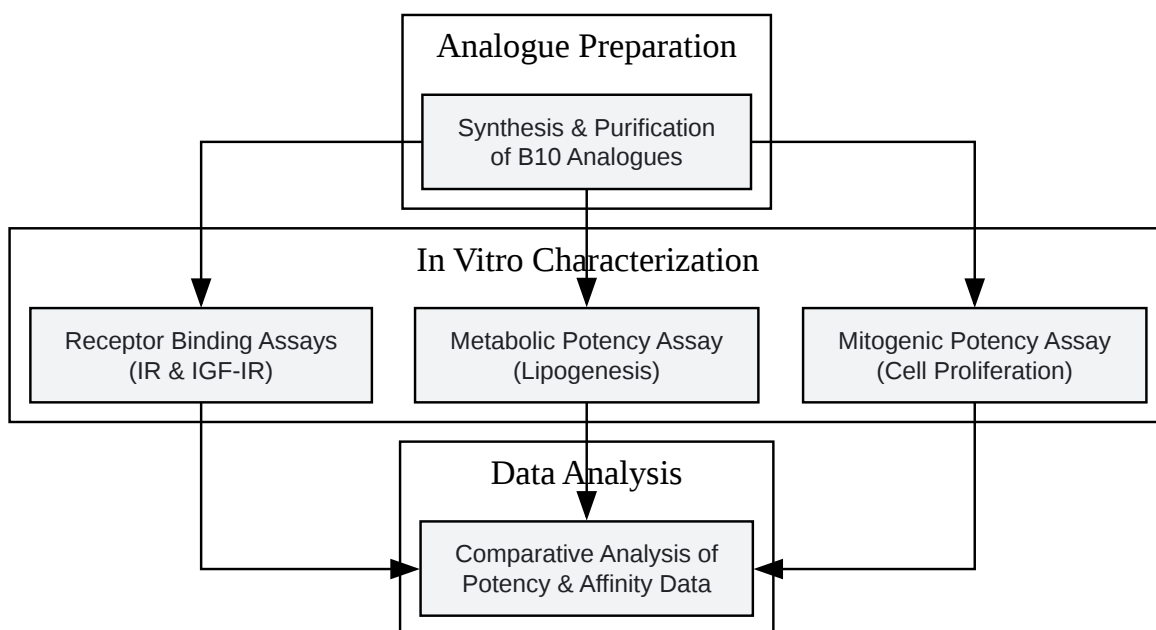 Analogue Preparation
Synthesis & Purification
of B10 Analogues
In Vitro Characterization
Receptor Binding Assays
(IR & IGF-IR)
Metabolic Potency Assay
(Lipogenesis)
Mitogenic Potency Assay
(Cell Proliferation)
Data Analysis
Comparative Analysis of
Potency & Affinity Data